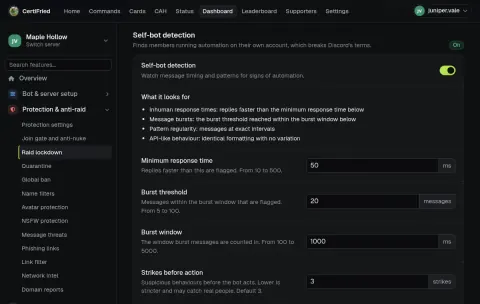 CertiFried
Home
Commands
Cards
CAH
Status
Dashboard
Leaderboard
Supporters
Settings
JV
juniper.vale
JV
Maple Hollow
Switch server
Search features...
Overview
Bot & server setup
Protection & anti-raid
Protection settings
Join gate and anti-nuke
Raid lockdown
Quarantine
Global ban
Name filters
Avatar protection
NSFW protection
Message threats
Phishing links
Link filter
Network intel
Domain reports
Self-bot detection
Finds members running automation on their own account, which breaks Discord's terms.
On
Self-bot detection
Watch message timing and patterns for signs of automation.
What it looks for
• Inhuman response times: replies faster than the minimum response time below
• Message bursts: the burst threshold reached within the burst window below
• Pattern regularity: messages at exact intervals
• API-like behaviour: identical formatting with no variation
Minimum response time
Replies faster than this are flagged. From 10 to 500.
50
ms
Burst threshold
Messages within the burst window that are flagged.
From 5 to 100.
20
messages
Burst window
The window burst messages are counted in. From 100 to
5000.
1000
ms
Strikes before action
Suspicious behaviours before the bot acts. Lower is
stricter and may catch real people. Default 3.
3
strikes